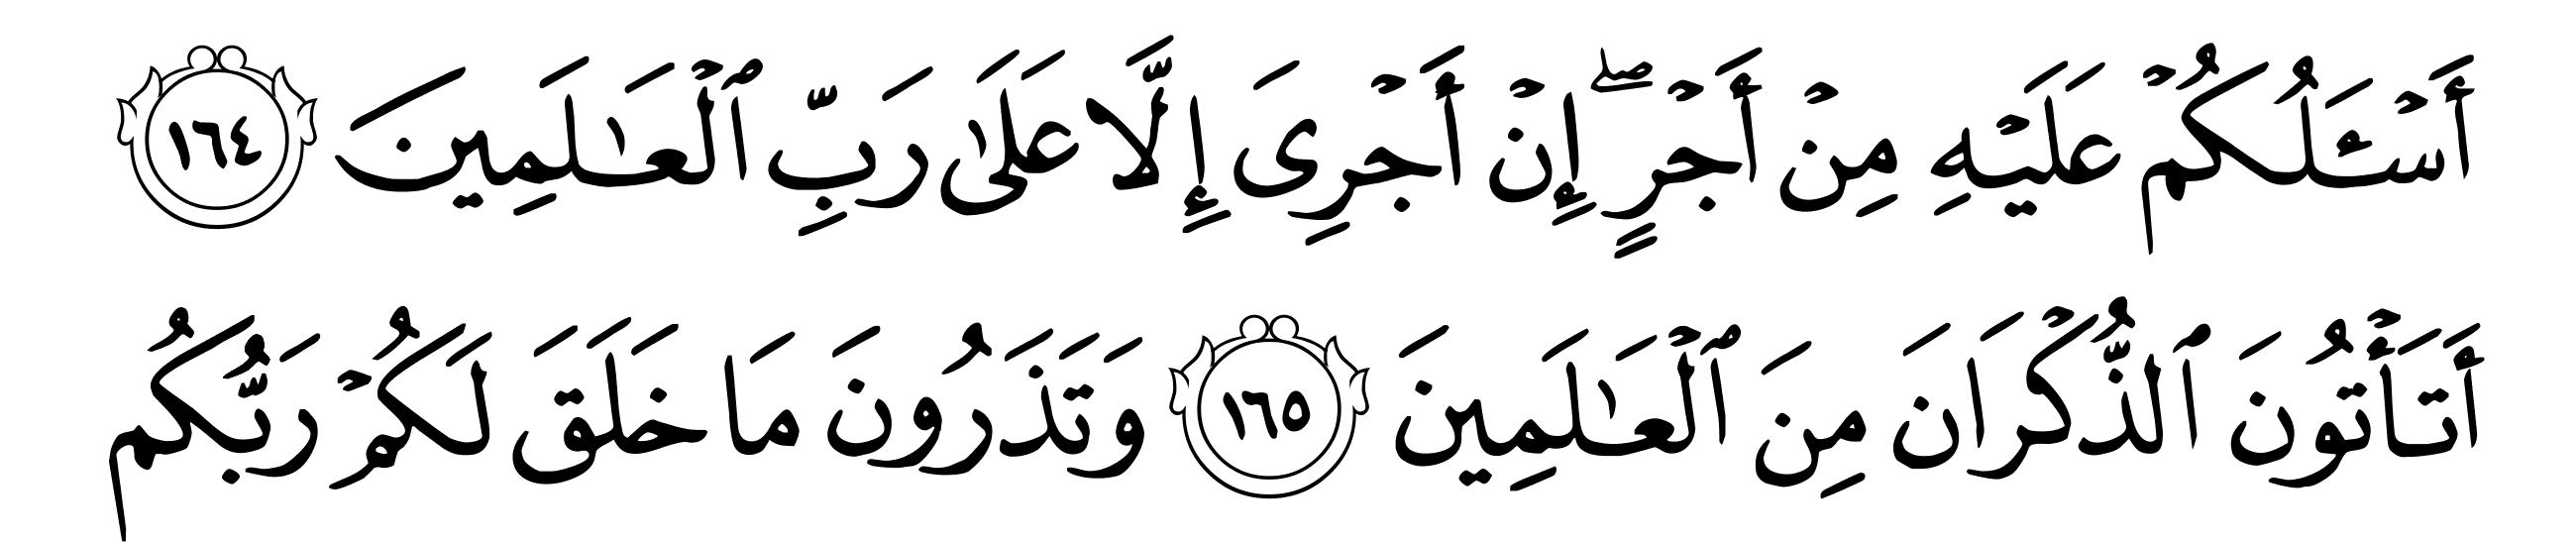 أَسْـَٔلُكُمْ عَلَيْهِ مِنْ أَجْرٍ ۖ إِنْ أَجْرِىَ إِلَّا عَلَىٰ رَبِّ ٱلْعَـٰلَمِينَ ١٦٤
أَتَأْتُونَ ٱلذُّكْرَانَ مِنَ ٱلْعَـٰلَمِينَ ١٦٥ وَتَذَرُونَ مَا خَلَقَ لَكُمْ رَبُّكُم